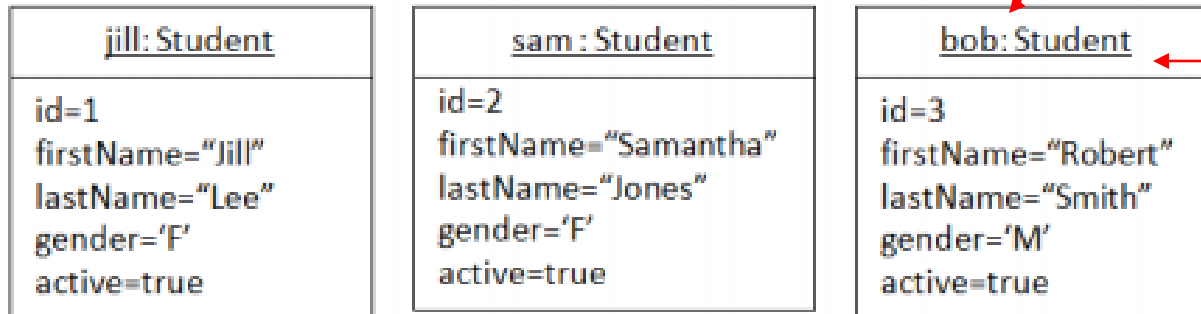 jill: Student
id=1
firstName=“Jill”
lastName=“Lee”
gender=‘F’
active=true
sam : Student
id=2
firstName=“Samantha”
lastName=“Jones”
gender=‘F’
active=true
bob: Student
id=3
firstName=“Robert”
lastName=“Smith”
gender=‘M’
active=true